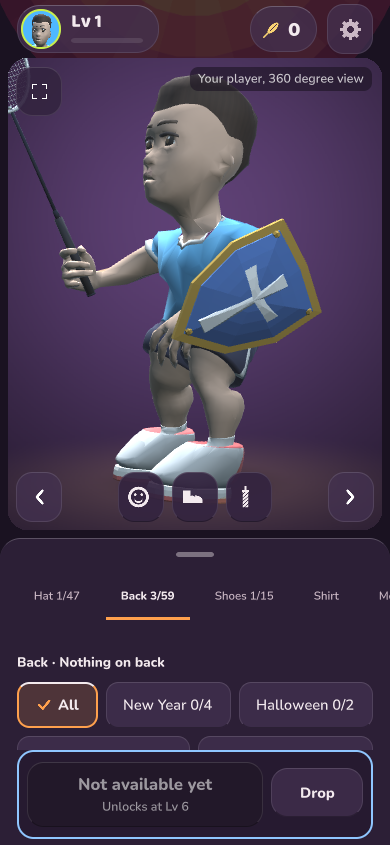 Lv 1
0
Your player, 360 degree view
Hat 1/47
Back 3/59
Shoes 1/15
Shirt
Back · Nothing on back
All
New Year 0/4
Halloween 0/2
Not available yet
Unlocks at Lv 6
Drop